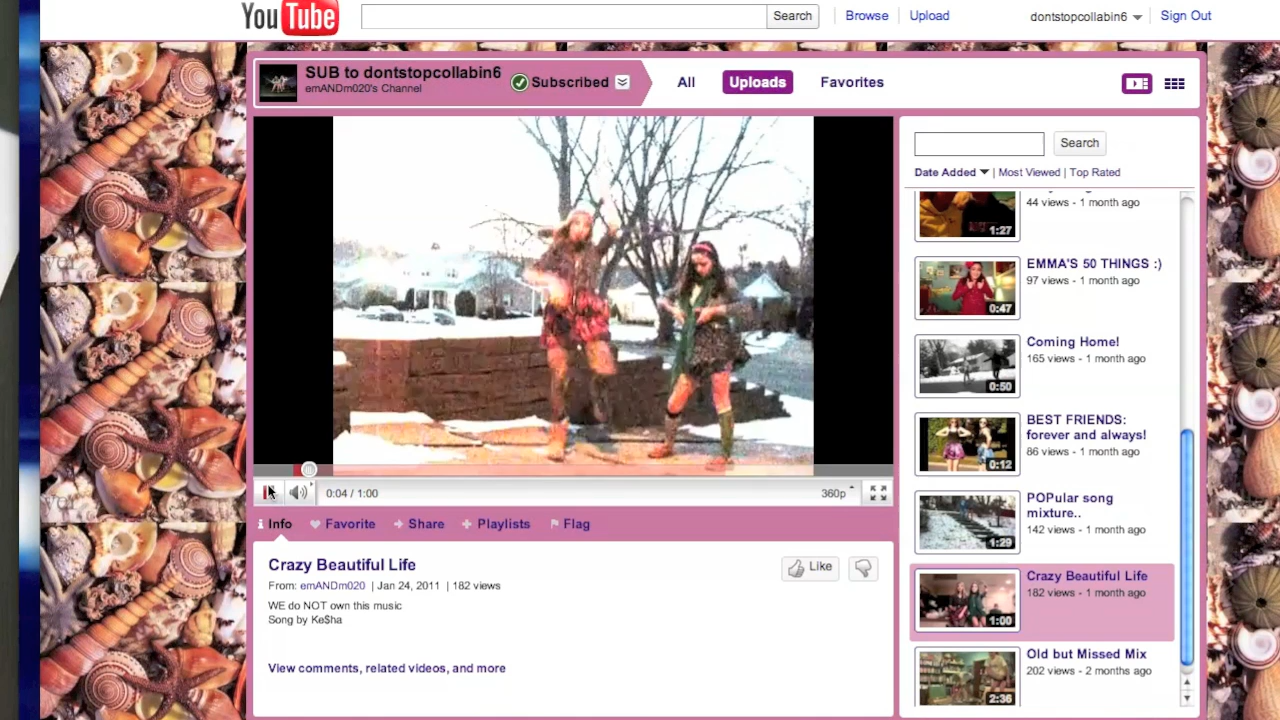 YouTube
Search
Browse
Upload
dontstopcollabin6
Sign Out
SUB to dontstopcollabin6
emANDm020's Channel
Subscribed
All
Uploads
Favorites
Search
Date Added | Most Viewed | Top Rated
44 views - 1 month ago
1:27
EMMA'S 50 THINGS :)
97 views - 1 month ago
0:47
Coming Home!
165 views - 1 month ago
0:50
BEST FRIENDS:
forever and always!
86 views - 1 month ago
0:12
POPular song
mixture..
142 views - 1 month ago
1:29
Crazy Beautiful Life
182 views - 1 month ago
1:00
Old but Missed Mix
202 views - 2 months ago
2:36
0:04 / 1:00
360p
Info
Favorite
Share
Playlists
Flag
Crazy Beautiful Life
Like
From: emANDm020 | Jan 24, 2011 | 182 views
WE do NOT own this music
Song by Ke$ha
View comments, related videos, and more